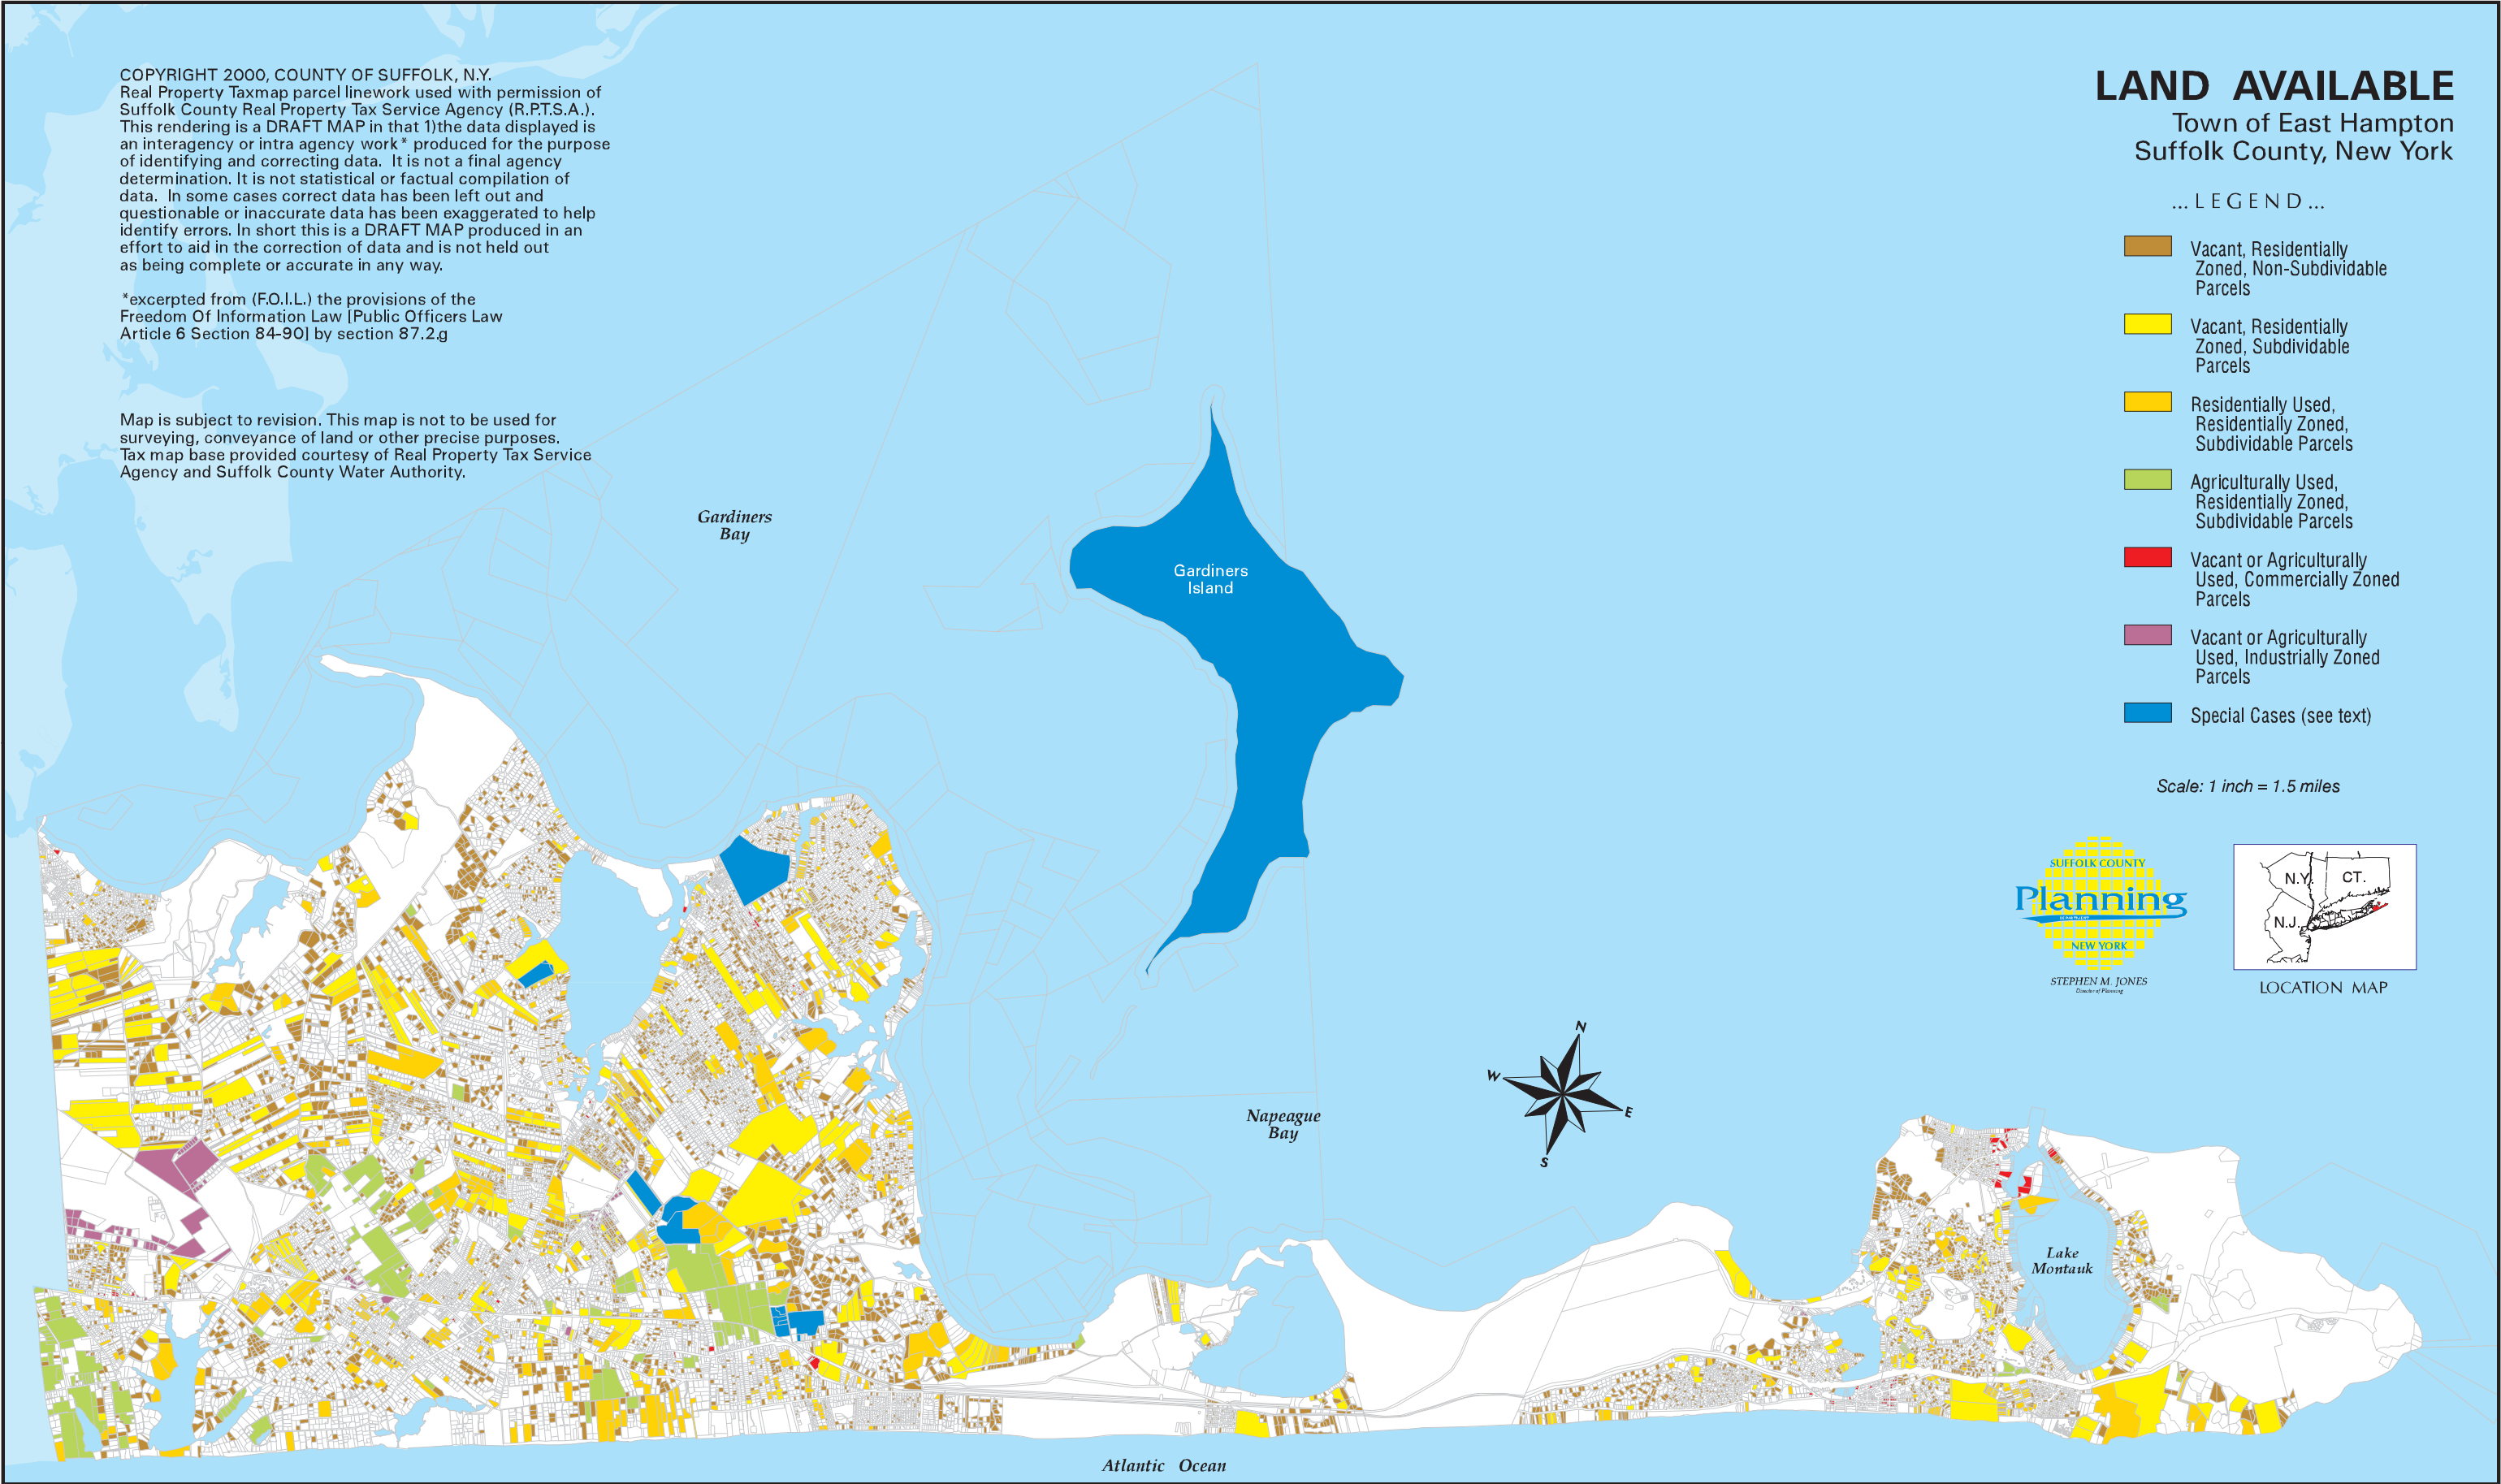 COPYRIGHT 2000, COUNTY OF SUFFOLK, N.Y.
Real Property Taxmap parcel linework used with permission of
Suffolk County Real Property Tax Service Agency (R.P.T.S.A.).
This rendering is a DRAFT MAP in that 1)the data displayed is
an interagency or intra agency work* produced for the purpose
of identifying and correcting data. It is not a final agency
determination. It is not statistical or factual compilation of
data. In some cases correct data has been left out and
questionable or inaccurate data has been exaggerated to help
identify errors. In short this is a DRAFT MAP produced in an
effort to aid in the correction of data and is not held out
as being complete or accurate in any way.
*excerpted from (F.O.I.L.) the provisions of the
Freedom Of Information Law [Public Officers Law
Article 6 Section 84-90] by section 87.2.g
Map is subject to revision. This map is not to be used for
surveying, conveyance of land or other precise purposes.
Tax map base provided courtesy of Real Property Tax Service
Agency and Suffolk County Water Authority.
LAND AVAILABLE
Town of East Hampton
Suffolk County, New York
...LEGEND...
Vacant, Residentially
Zoned, Non-Subdividable
Parcels
Vacant, Residentially
Zoned, Subdividable
Parcels
Residentially Used,
Residentially Zoned,
Subdividable Parcels
Agriculturally Used,
Residentially Zoned,
Subdividable Parcels
Vacant or Agriculturally
Used, Commercially Zoned
Parcels
Vacant or Agriculturally
Used, Industrially Zoned
Parcels
Special Cases (see text)
Scale: 1 inch = 1.5 miles
SUFFOLK COUNTY
Planning
DEPARTMENT
NEW YORK
STEPHEN M. JONES
Director of Planning
N.Y.
CT.
N.J.
LOCATION MAP
Gardiners
Bay
Gardiners
Island
Napeague
Bay
N
W
E
S
Lake
Montauk
Atlantic Ocean